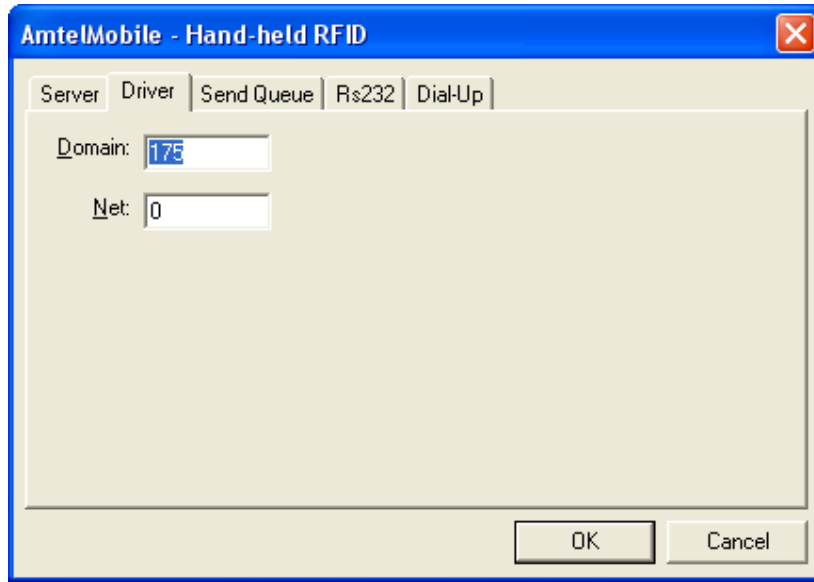 AmtelMobile - Hand-held RFID
Server Driver Send Queue Rs232 Dial-Up
Domain: 175
Net: 0
OK Cancel